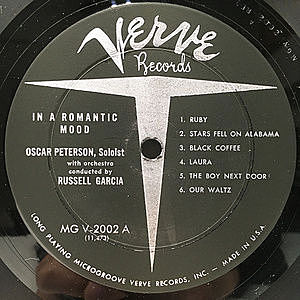 Verve
Records
IN A ROMANTIC
MOOD
OSCAR PETERSON, Soloist
with orchestra
conducted by
RUSSELL GARCIA
MG V-2002 A
(11,473)
1. RUBY
2. STARS FELL ON ALABAMA
3. BLACK COFFEE
4. LAURA
5. THE BOY NEXT DOOR
6. OUR WALTZ
LONG PLAYING MICROGROOVE VERVE RECORDS, INC. — MADE IN U.S.A.